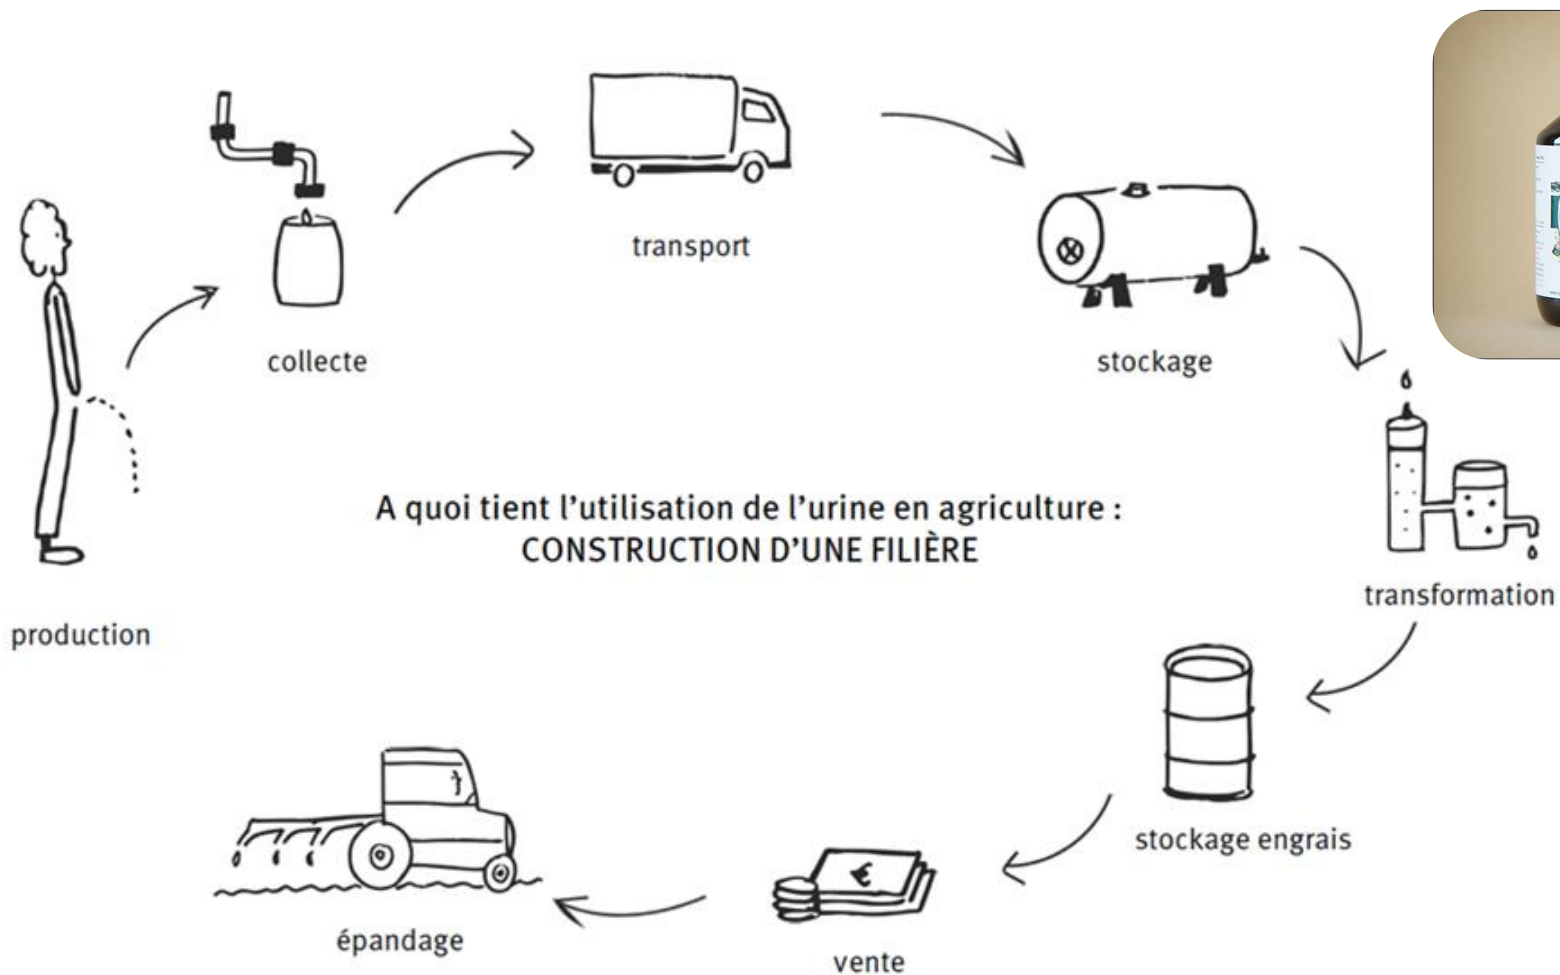 transport
collecte
stockage
A quoi tient l'utilisation de l'urine en agriculture :
CONSTRUCTION D'UNE FILIÈRE
transformation
production
stockage engrais
épandage
vente
€